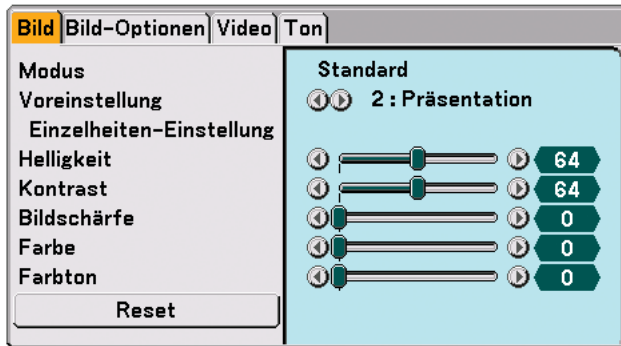 Bild Bild-Optionen Video Ton
Modus Standard
Voreinstellung 2 : Präsentation
Einzelheiten-Einstellung
Helligkeit 64
Kontrast 64
Bildschärfe 0
Farbe 0
Farbton 0
Reset